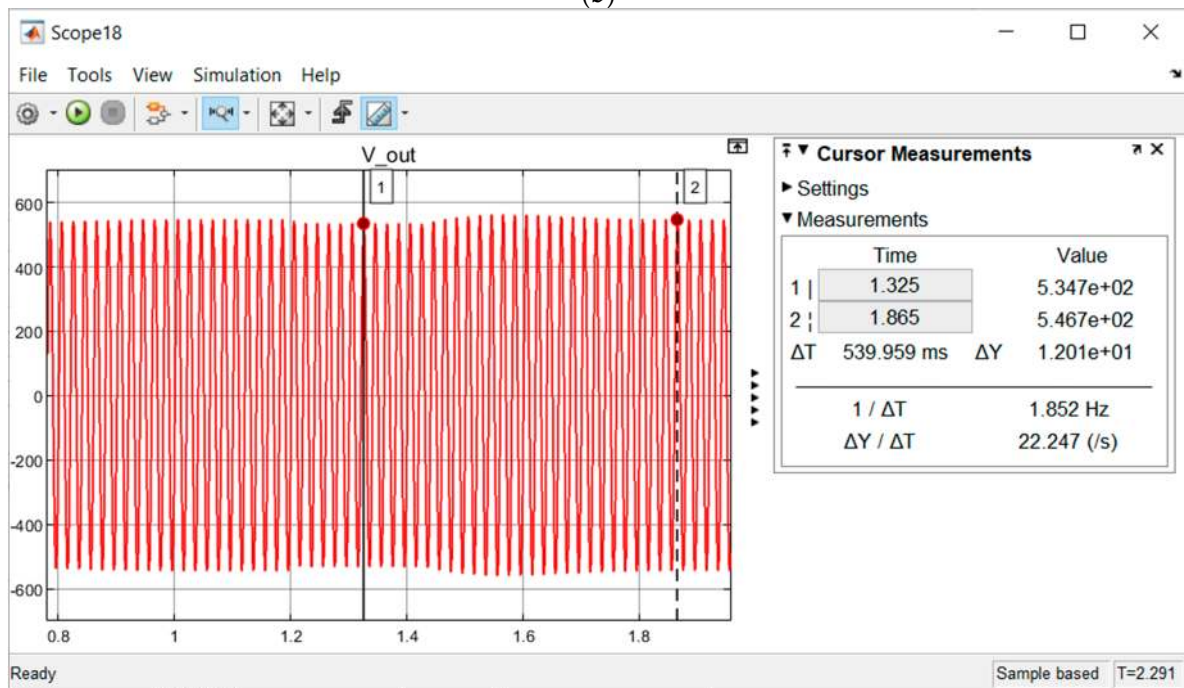 (b)
Scope18
File Tools View Simulation Help
V_out
1
2
600
400
200
0
-200
-400
-600
0.8 1 1.2 1.4 1.6 1.8
Cursor Measurements
Settings
Measurements
Time Value
1 | 1.325 5.347e+02
2 ¦ 1.865 5.467e+02
ΔT 539.959 ms ΔY 1.201e+01
1 / ΔT 1.852 Hz
ΔY / ΔT 22.247 (/s)
Ready Sample based T=2.291